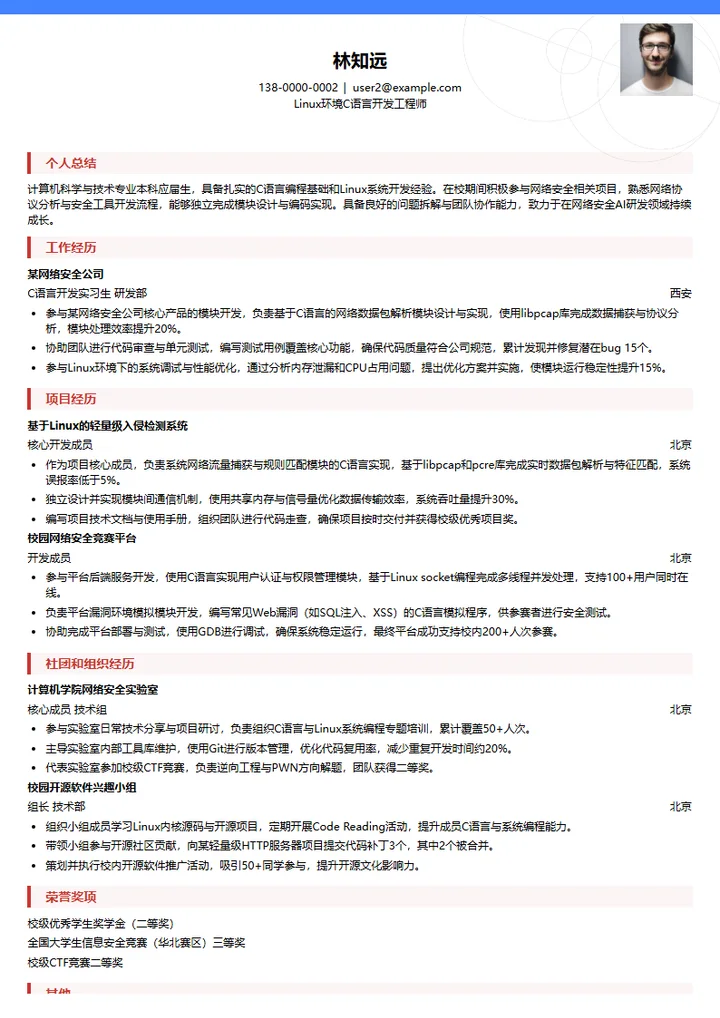 林知远
138-0000-0002 | user2@example.com
Linux环境C语言开发工程师
个人总结
计算机科学与技术专业本科应届生，具备扎实的C语言编程基础和Linux系统开发经验。在校期间积极参与网络安全相关项目，熟悉网络协
议分析与安全工具开发流程，能够独立完成模块设计与编码实现。具备良好的问题拆解与团队协作能力，致力于在网络安全AI研发领域持续
成长。
工作经历
某网络安全公司
C语言开发实习生 研发部 西安
• 参与某网络安全公司核心产品的模块开发，负责基于C语言的网络数据包解析模块设计与实现，使用libpcap库完成数据捕获与协议分
析，模块处理效率提升20%。
• 协助团队进行代码审查与单元测试，编写测试用例覆盖核心功能，确保代码质量符合公司规范，累计发现并修复潜在bug 15个。
• 参与Linux环境下的系统调试与性能优化，通过分析内存泄漏和CPU占用问题，提出优化方案并实施，使模块运行稳定性提升15%。
项目经历
基于Linux的轻量级入侵检测系统
核心开发成员 北京
• 作为项目核心成员，负责系统网络流量捕获与规则匹配模块的C语言实现，基于libpcap和pcre库完成实时数据包解析与特征匹配，系统
误报率低于5%。
• 独立设计并实现模块间通信机制，使用共享内存与信号量优化数据传输效率，系统吞吐量提升30%。
• 编写项目技术文档与使用手册，组织团队进行代码走查，确保项目按时交付并获得校级优秀项目奖。
校园网络安全竞赛平台
开发成员 北京
• 参与平台后端服务开发，使用C语言实现用户认证与权限管理模块，基于Linux socket编程完成多线程并发处理，支持100+用户同时在
线。
• 负责平台漏洞环境模拟模块开发，编写常见Web漏洞（如SQL注入、XSS）的C语言模拟程序，供参赛者进行安全测试。
• 协助完成平台部署与测试，使用GDB进行调试，确保系统稳定运行，最终平台成功支持校内200+人次参赛。
社团和组织经历
计算机学院网络安全实验室
核心成员 技术组 北京
• 参与实验室日常技术分享与项目研讨，负责组织C语言与Linux系统编程专题培训，累计覆盖50+人次。
• 主导实验室内部工具库维护，使用Git进行版本管理，优化代码复用率，减少重复开发时间约20%。
• 代表实验室参加校级CTF竞赛，负责逆向工程与PWN方向解题，团队获得二等奖。
校园开源软件兴趣小组
组长 技术部 北京
• 组织小组成员学习Linux内核源码与开源项目，定期开展Code Reading活动，提升成员C语言与系统编程能力。
• 带领小组参与开源社区贡献，向某轻量级HTTP服务器项目提交代码补丁3个，其中2个被合并。
• 策划并执行校内开源软件推广活动，吸引50+同学参与，提升开源文化影响力。
荣誉奖项
校级优秀学生奖学金（二等奖）
全国大学生信息安全竞赛（华北赛区）三等奖
校级CTF竞赛二等奖
其他